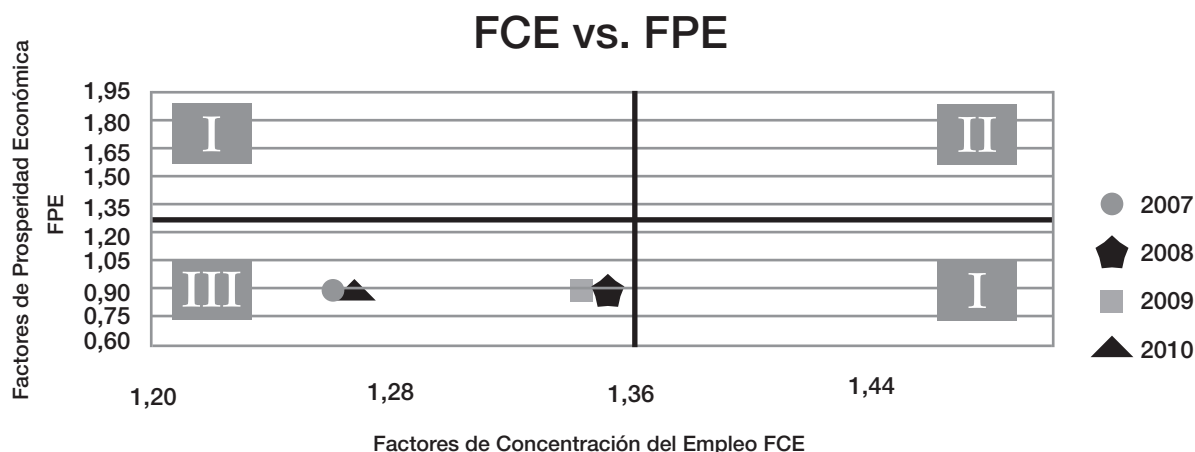 FCE vs. FPE
Factores de Prosperidad Económica
FPE
1,95
1,80
1,65
1,50
1,35
1,20
1,05
0,90
0,75
0,60
I
II
III
I
2007
2008
2009
2010
1,20
1,28
1,36
1,44
Factores de Concentración del Empleo FCE